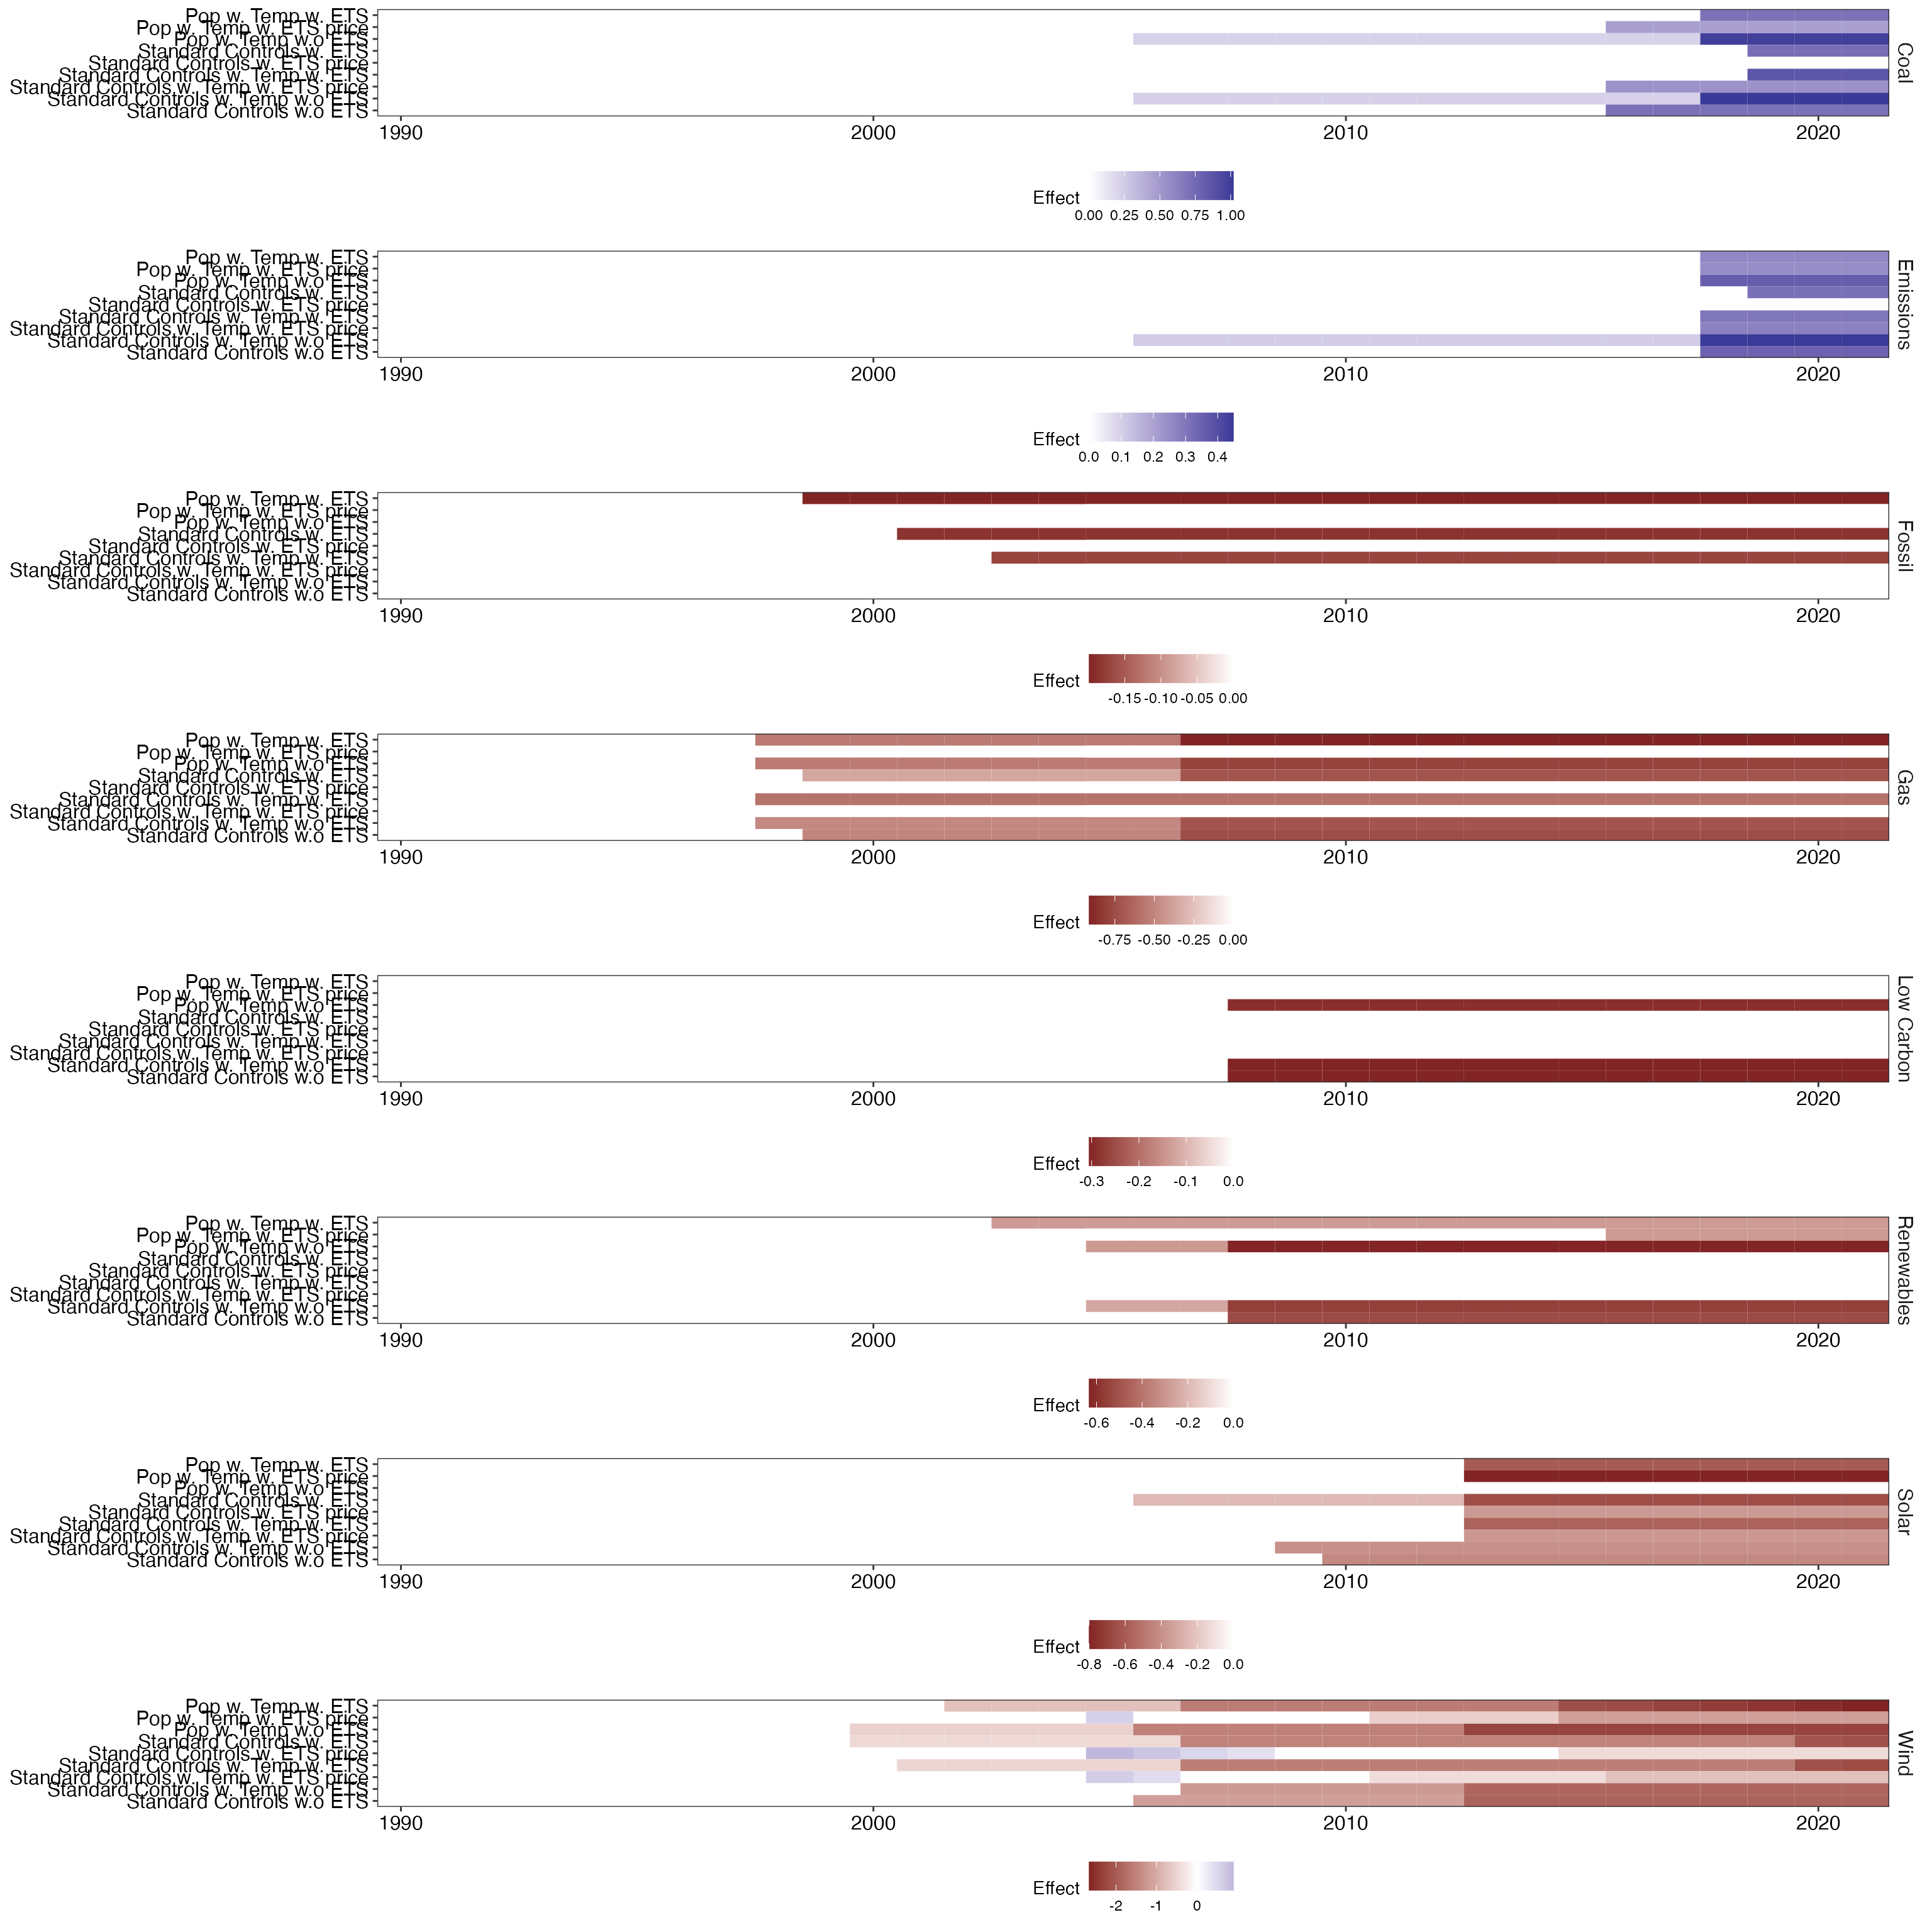 Pop w. Temp w. ETS
Pop w. Temp w. ETS price
Pop w. Temp w.o ETS
Standard Controls w. ETS
Standard Controls w. ETS price
Standard Controls w. Temp w. ETS
Standard Controls w. Temp w. ETS price
Standard Controls w. Temp w.o ETS
Standard Controls w.o ETS
Coal
1990 2000 2010 2020
Effect
0.00 0.25 0.50 0.75 1.00
Pop w. Temp w. ETS
Pop w. Temp w. ETS price
Pop w. Temp w.o ETS
Standard Controls w. ETS
Standard Controls w. ETS price
Standard Controls w. Temp w. ETS
Standard Controls w. Temp w. ETS price
Standard Controls w. Temp w.o ETS
Standard Controls w.o ETS
Emissions
1990 2000 2010 2020
Effect
0.0 0.1 0.2 0.3 0.4
Pop w. Temp w. ETS
Pop w. Temp w. ETS price
Pop w. Temp w.o ETS
Standard Controls w. ETS
Standard Controls w. ETS price
Standard Controls w. Temp w. ETS
Standard Controls w. Temp w. ETS price
Standard Controls w. Temp w.o ETS
Standard Controls w.o ETS
Fossil
1990 2000 2010 2020
Effect
-0.15 -0.10 -0.05 0.00
Pop w. Temp w. ETS
Pop w. Temp w. ETS price
Pop w. Temp w.o ETS
Standard Controls w. ETS
Standard Controls w. ETS price
Standard Controls w. Temp w. ETS
Standard Controls w. Temp w. ETS price
Standard Controls w. Temp w.o ETS
Standard Controls w.o ETS
Gas
1990 2000 2010 2020
Effect
-0.75 -0.50 -0.25 0.00
Pop w. Temp w. ETS
Pop w. Temp w. ETS price
Pop w. Temp w.o ETS
Standard Controls w. ETS
Standard Controls w. ETS price
Standard Controls w. Temp w. ETS
Standard Controls w. Temp w. ETS price
Standard Controls w. Temp w.o ETS
Standard Controls w.o ETS
Low Carbon
1990 2000 2010 2020
Effect
-0.3 -0.2 -0.1 0.0
Pop w. Temp w. ETS
Pop w. Temp w. ETS price
Pop w. Temp w.o ETS
Standard Controls w. ETS
Standard Controls w. ETS price
Standard Controls w. Temp w. ETS
Standard Controls w. Temp w. ETS price
Standard Controls w. Temp w.o ETS
Standard Controls w.o ETS
Renewables
1990 2000 2010 2020
Effect
-0.6 -0.4 -0.2 0.0
Pop w. Temp w. ETS
Pop w. Temp w. ETS price
Pop w. Temp w.o ETS
Standard Controls w. ETS
Standard Controls w. ETS price
Standard Controls w. Temp w. ETS
Standard Controls w. Temp w. ETS price
Standard Controls w. Temp w.o ETS
Standard Controls w.o ETS
Solar
1990 2000 2010 2020
Effect
-0.8 -0.6 -0.4 -0.2 0.0
Pop w. Temp w. ETS
Pop w. Temp w. ETS price
Pop w. Temp w.o ETS
Standard Controls w. ETS
Standard Controls w. ETS price
Standard Controls w. Temp w. ETS
Standard Controls w. Temp w. ETS price
Standard Controls w. Temp w.o ETS
Standard Controls w.o ETS
Wind
1990 2000 2010 2020
Effect
-2 -1 0